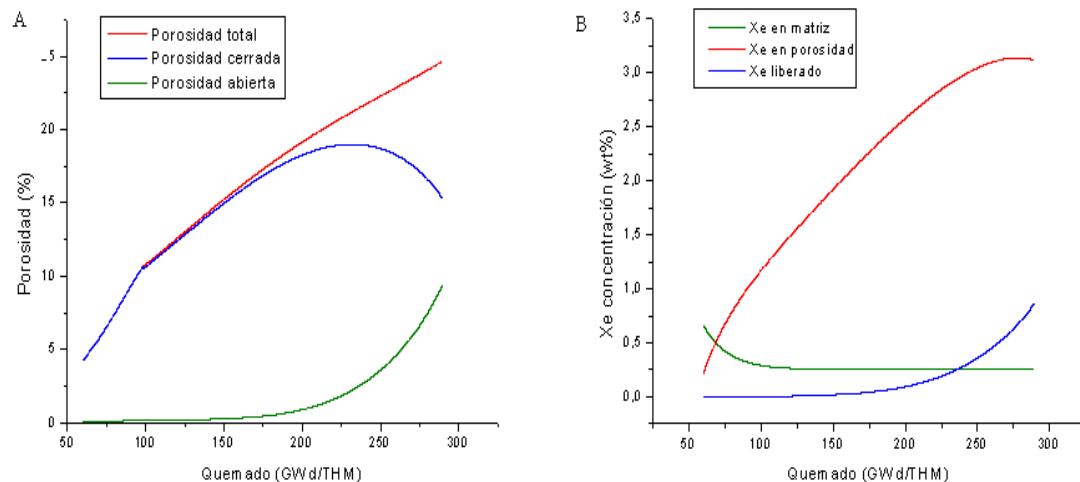 A
Porosidad total
Porosidad cerrada
Porosidad abierta
Porosidad (%)
.5
20
15
10
5
0
50
100
150
200
250
300
Quemado (GWd/THM)
B
Xe en matriz
Xe en porosidad
Xe liberado
Xe concentración (wt%)
3,5
3,0
2,5
2,0
1,5
1,0
0,5
0,0
50
100
150
200
250
300
Quemado (GWd/THM)